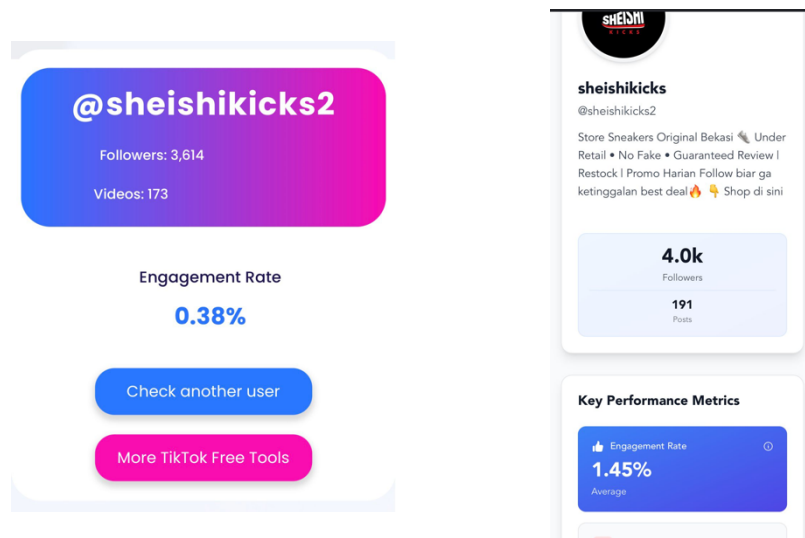 @sheishikicks2
Followers: 3,614
Videos: 173
Engagement Rate
0.38%
Check another user
More TikTok Free Tools
SHEISHI
KICKS
sheishikicks
@sheishikicks2
Store Sneakers Original Bekasi 👟 Under
Retail • No Fake • Guaranteed Review |
Restock | Promo Harian Follow biar ga
ketinggalan best deal🔥 👇 Shop di sini
4.0k
Followers
191
Posts
Key Performance Metrics
👍 Engagement Rate
1.45%
Average